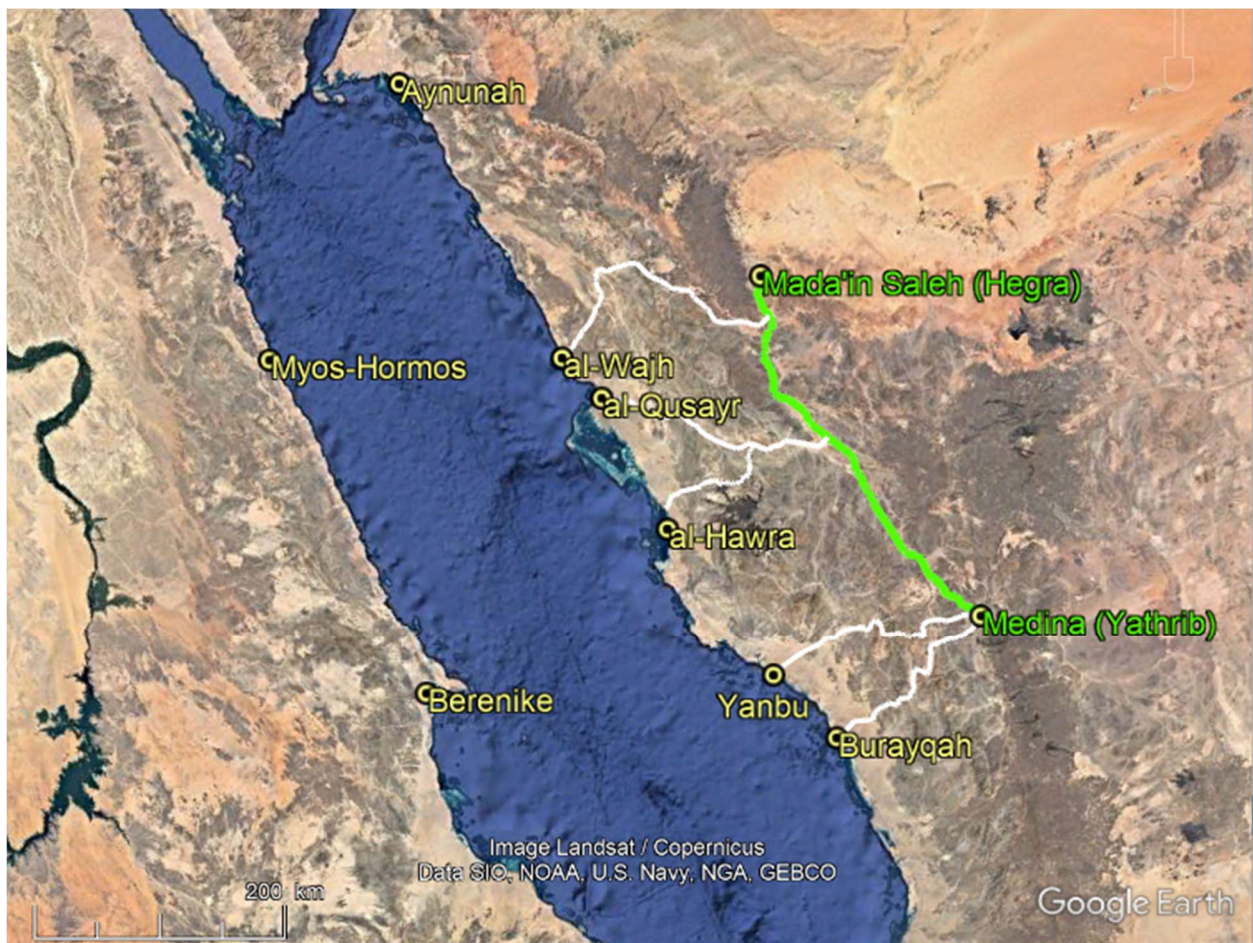 Aynunah
Mada'in Saleh (Hegra)
Myos-Hormos
al-Wajh
al-Qusayr
al-Hawra
Medina (Yathrib)
Berenike
Yanbu
Burayqah
Image Landsat / Copernicus
Data SIO, NOAA, U.S. Navy, NGA, GEBCO
200 km
Google Earth